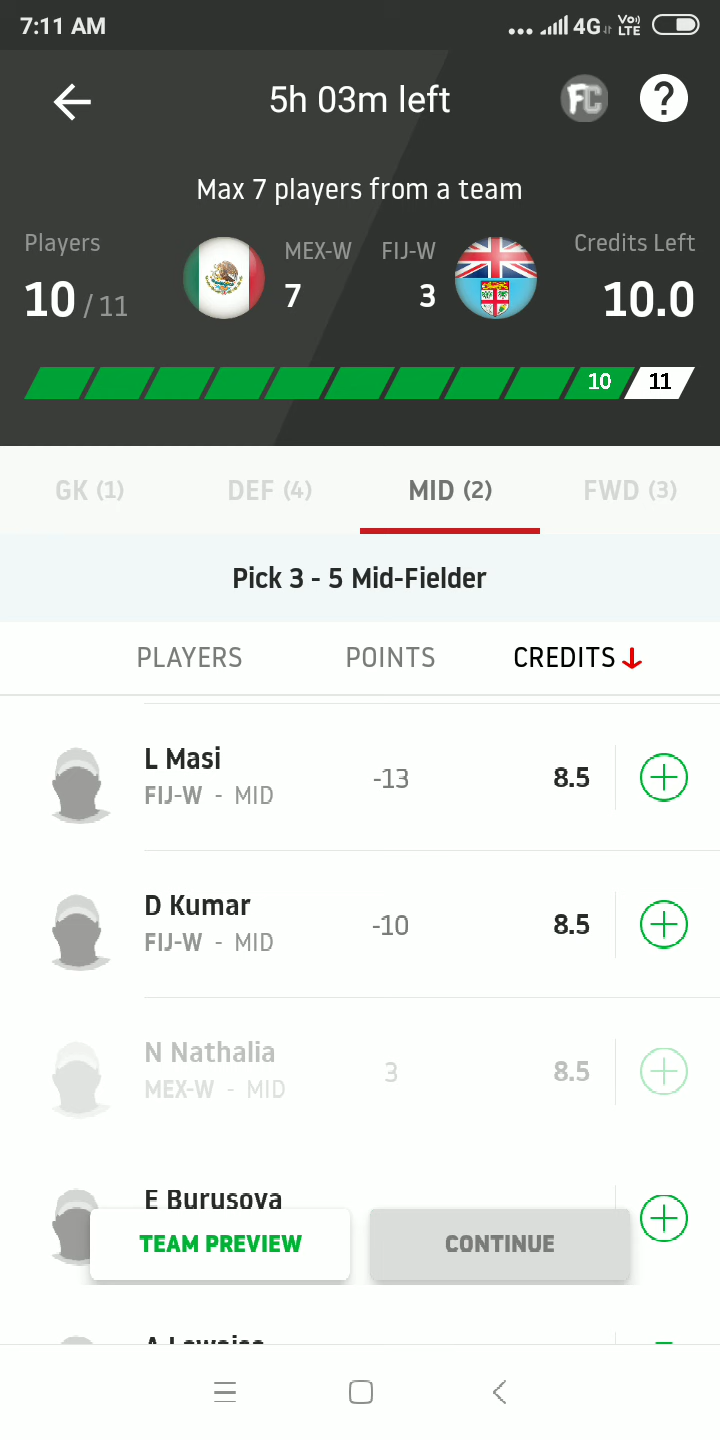 7:11 AM
4G
Vo))
LTE
5h 03m left
FC
?
Max 7 players from a team
Players
MEX-W
FIJ-W
Credits Left
10 / 11
7
3
10.0
10
11
GK (1)
DEF (4)
MID (2)
FWD (3)
Pick 3 - 5 Mid-Fielder
PLAYERS
POINTS
CREDITS
L Masi
FIJ-W - MID
-13
8.5
D Kumar
FIJ-W - MID
-10
8.5
N Nathalia
MEX-W - MID
3
8.5
E Burusova
TEAM PREVIEW
CONTINUE